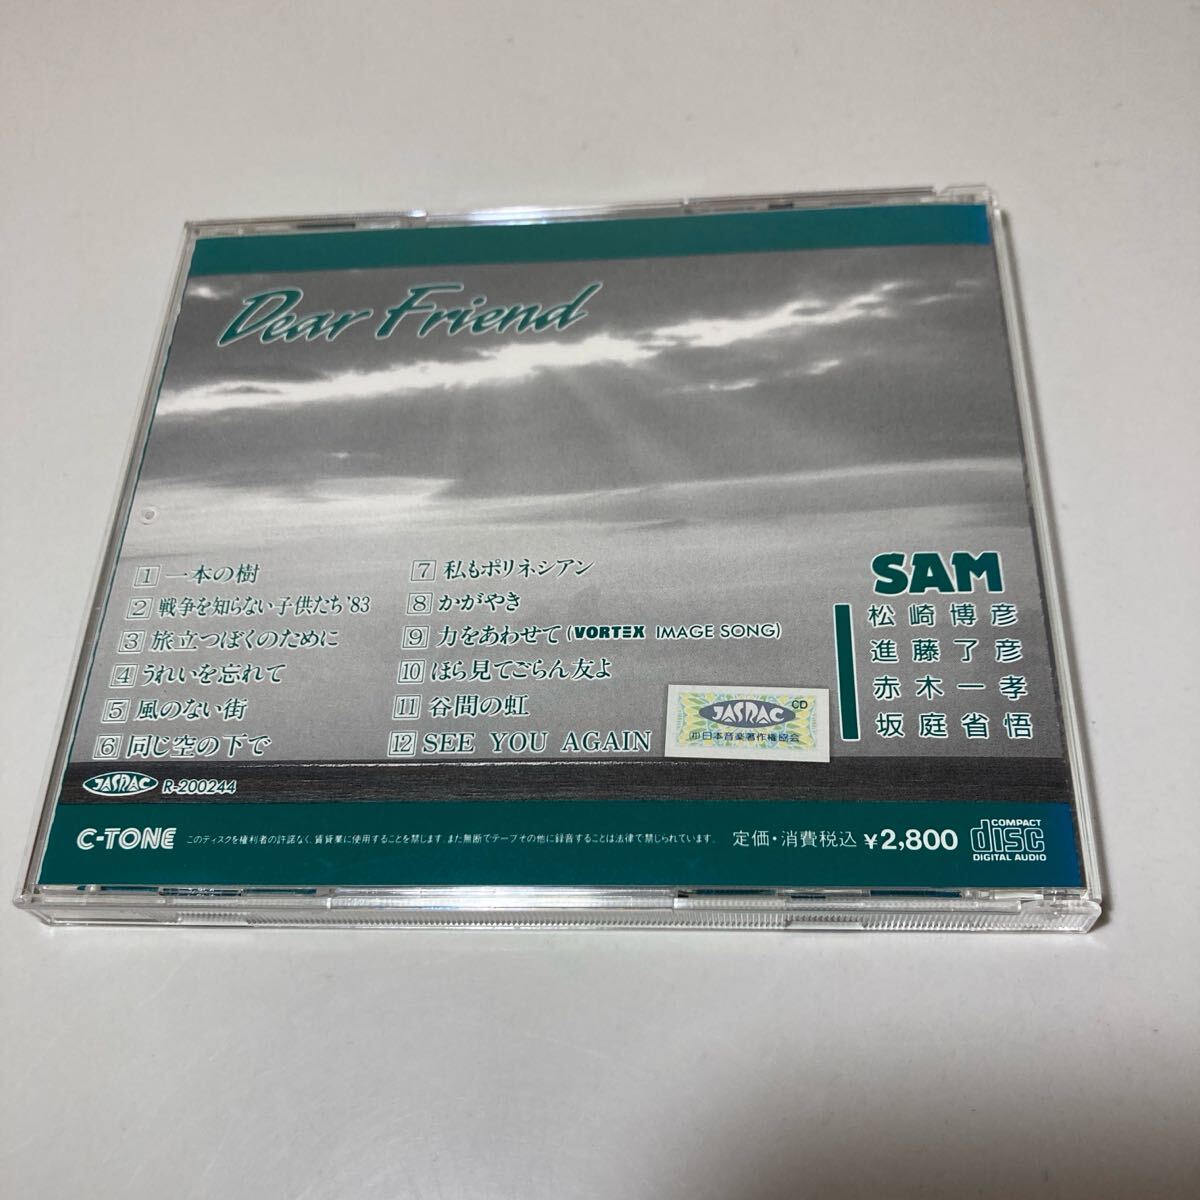 Dear Friend
1 一本の樹
2 戦争を知らない子供たち'83
3 旅立つぼくのために
4 うれいを忘れて
5 風のない街
6 同じ空の下で
7 私もポリネシアン
8 かがやき
9 力をあわせて(VORTEX IMAGE SONG)
10 ほら見てごらん友よ
11 谷間の虹
12 SEE YOU AGAIN
SAM
松崎博彦
進藤了彦
赤木一孝
坂庭省悟
JASRAC CD
(社)日本音楽著作権協会
JASRAC R-200244
C-TONE このディスクを権利者の許諾なく、賃貸業に使用することを禁じます。また無断でテープその他に録音することは法律で禁じられています。 定価・消費税込 ¥2,800
COMPACT
disc
DIGITAL AUDIO